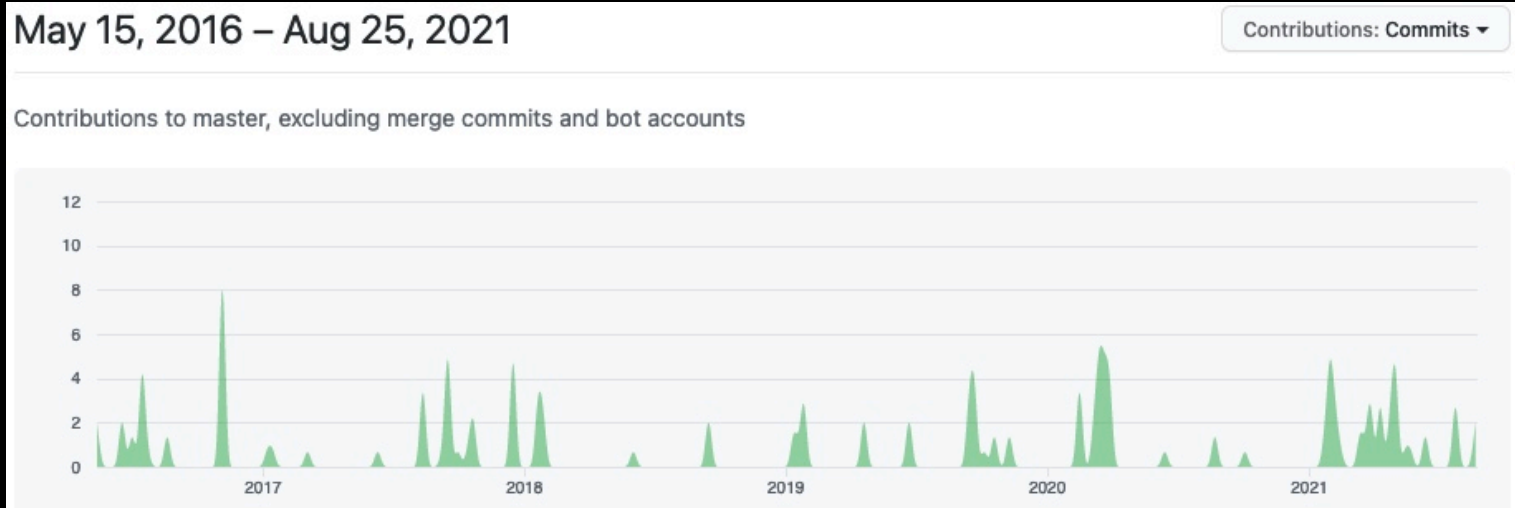 May 15, 2016 – Aug 25, 2021
Contributions: Commits
Contributions to master, excluding merge commits and bot accounts
12
10
8
6
4
2
0
2017 2018 2019 2020 2021